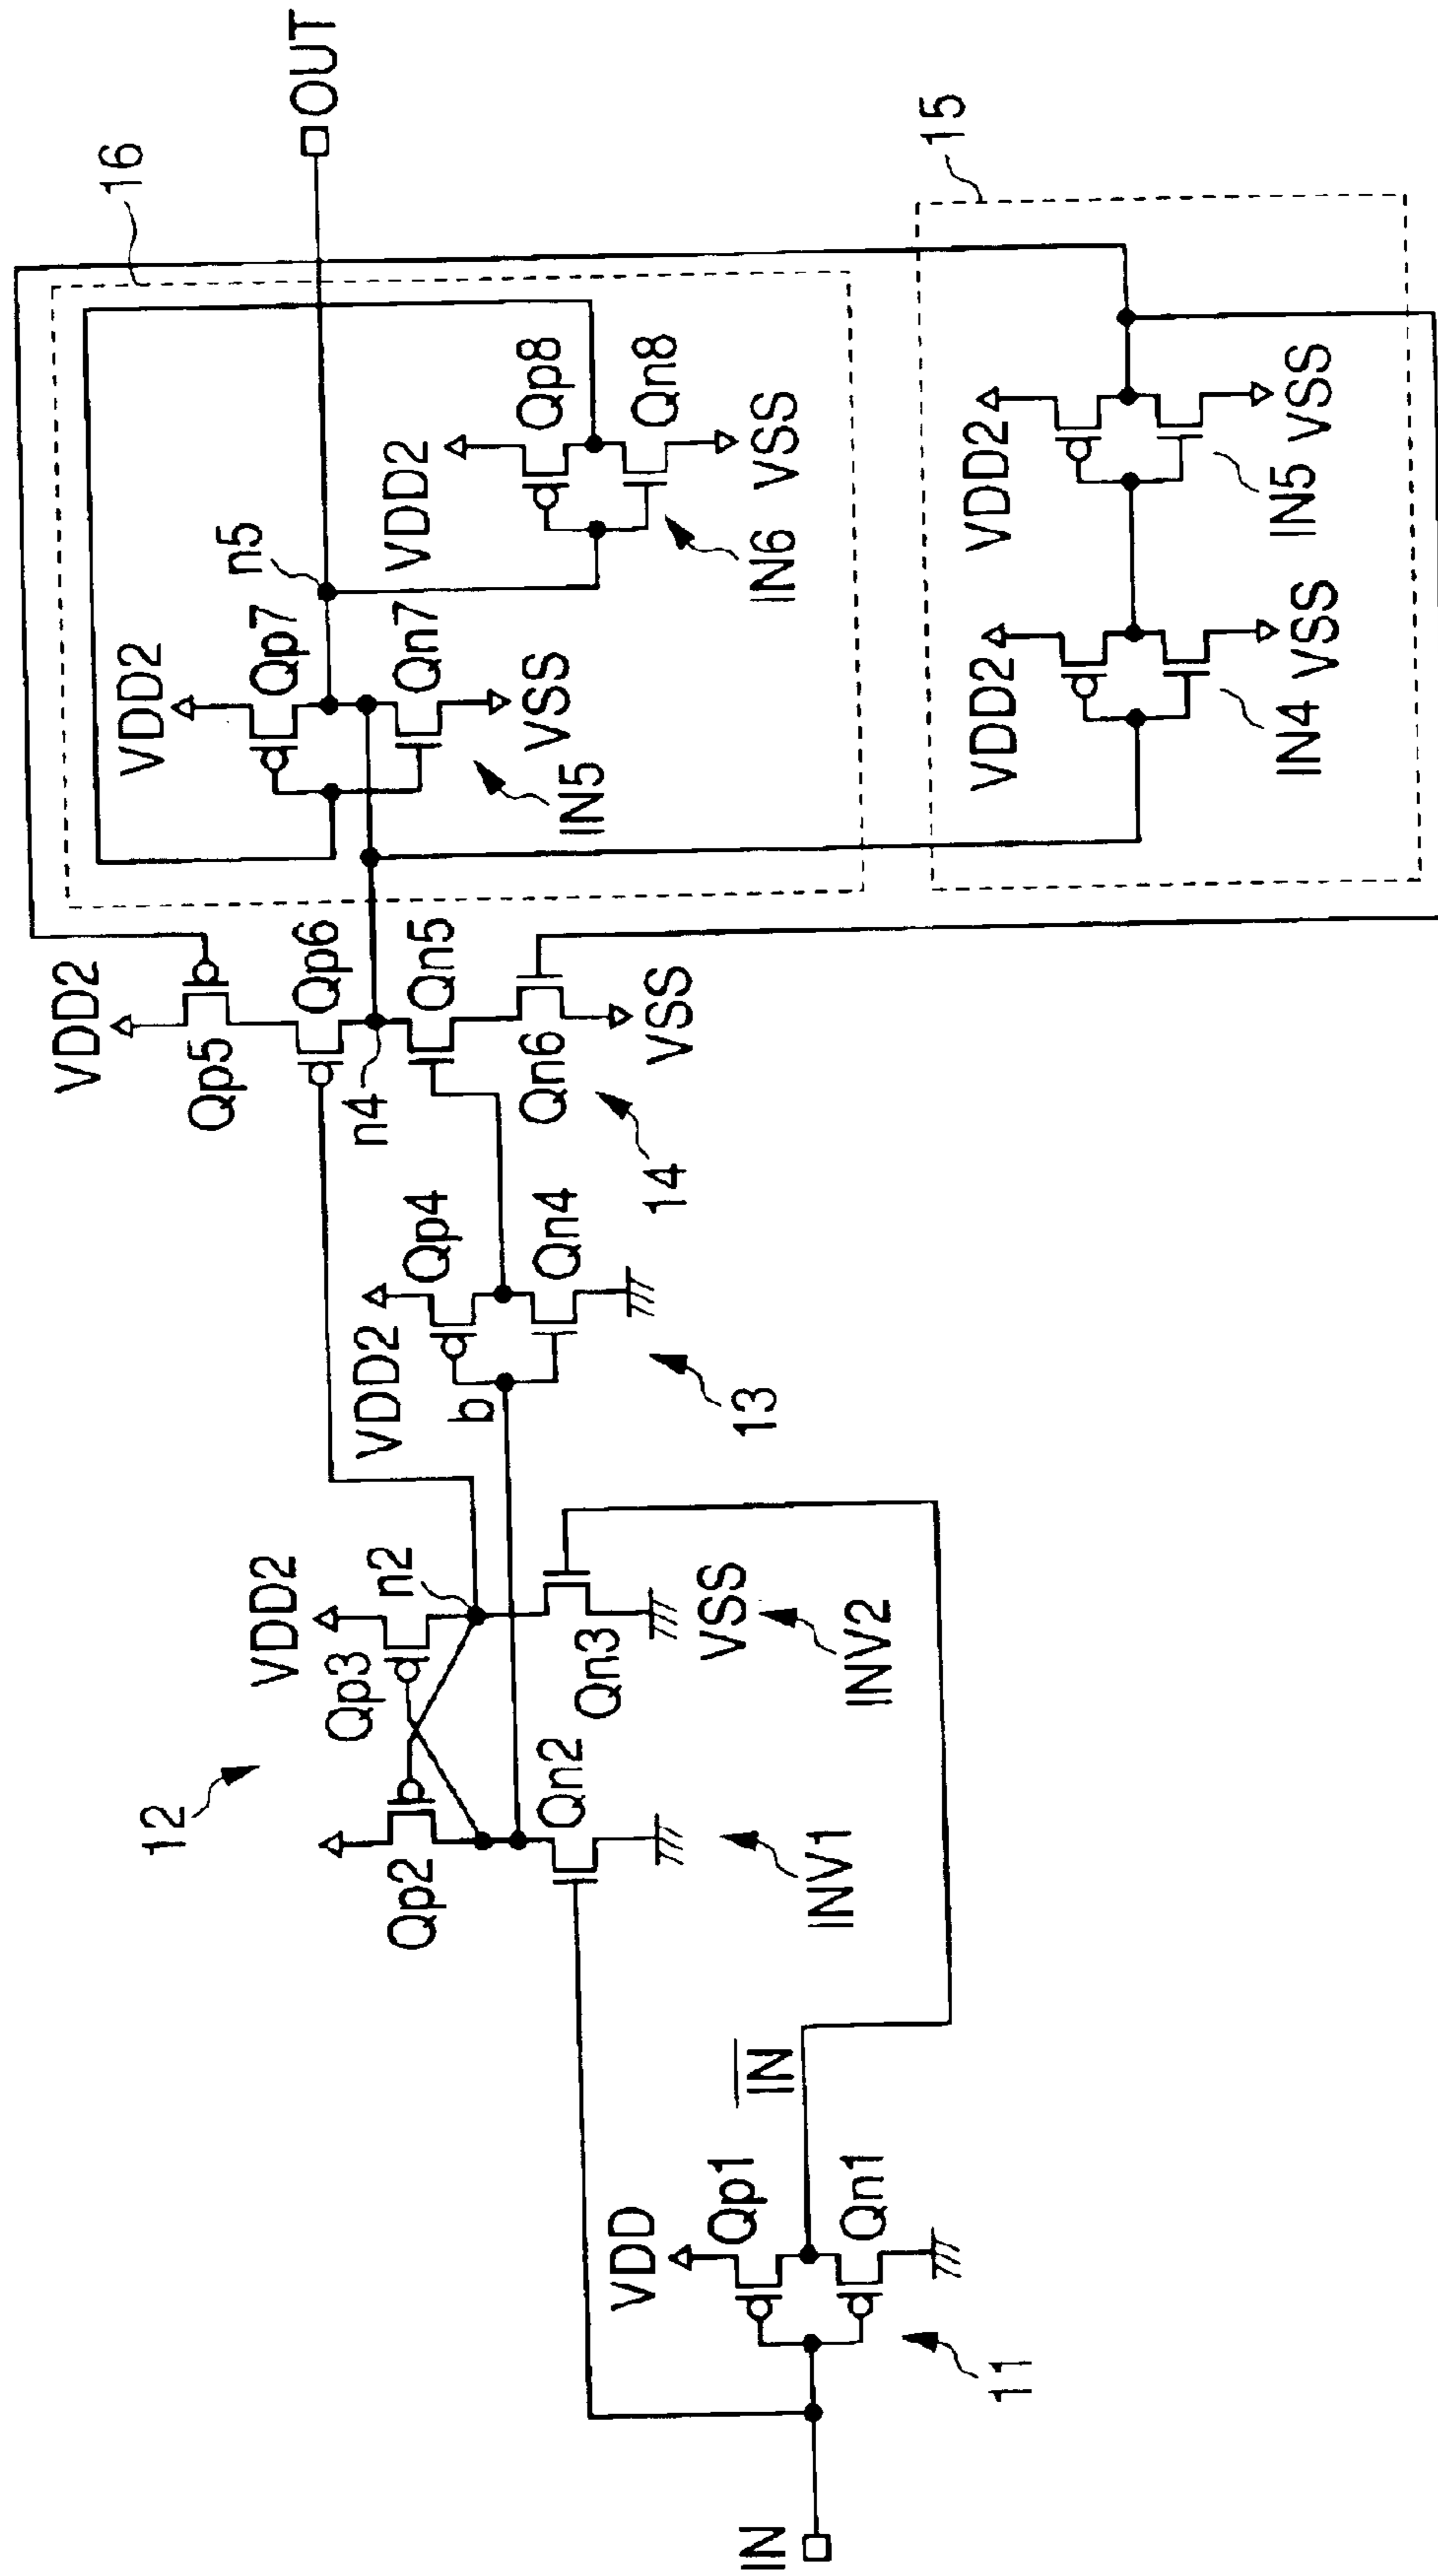 IN
11
VDD
Qp1
Qn1
IN
12
Qp2
Qn2
INV1
VDD2
Qp3
n2
Qn3
VSS
INV2
VDD2
b
Qp4
Qn4
13
VDD2
Qp5
Qp6
n4
Qn5
Qn6
VSS
14
16
VDD2
Qp7
n5
Qn7
VSS
IN5
VDD2
Qp8
Qn8
VSS
IN6
OUT
15
VDD2
VSS
IN4
VDD2
VSS
IN5